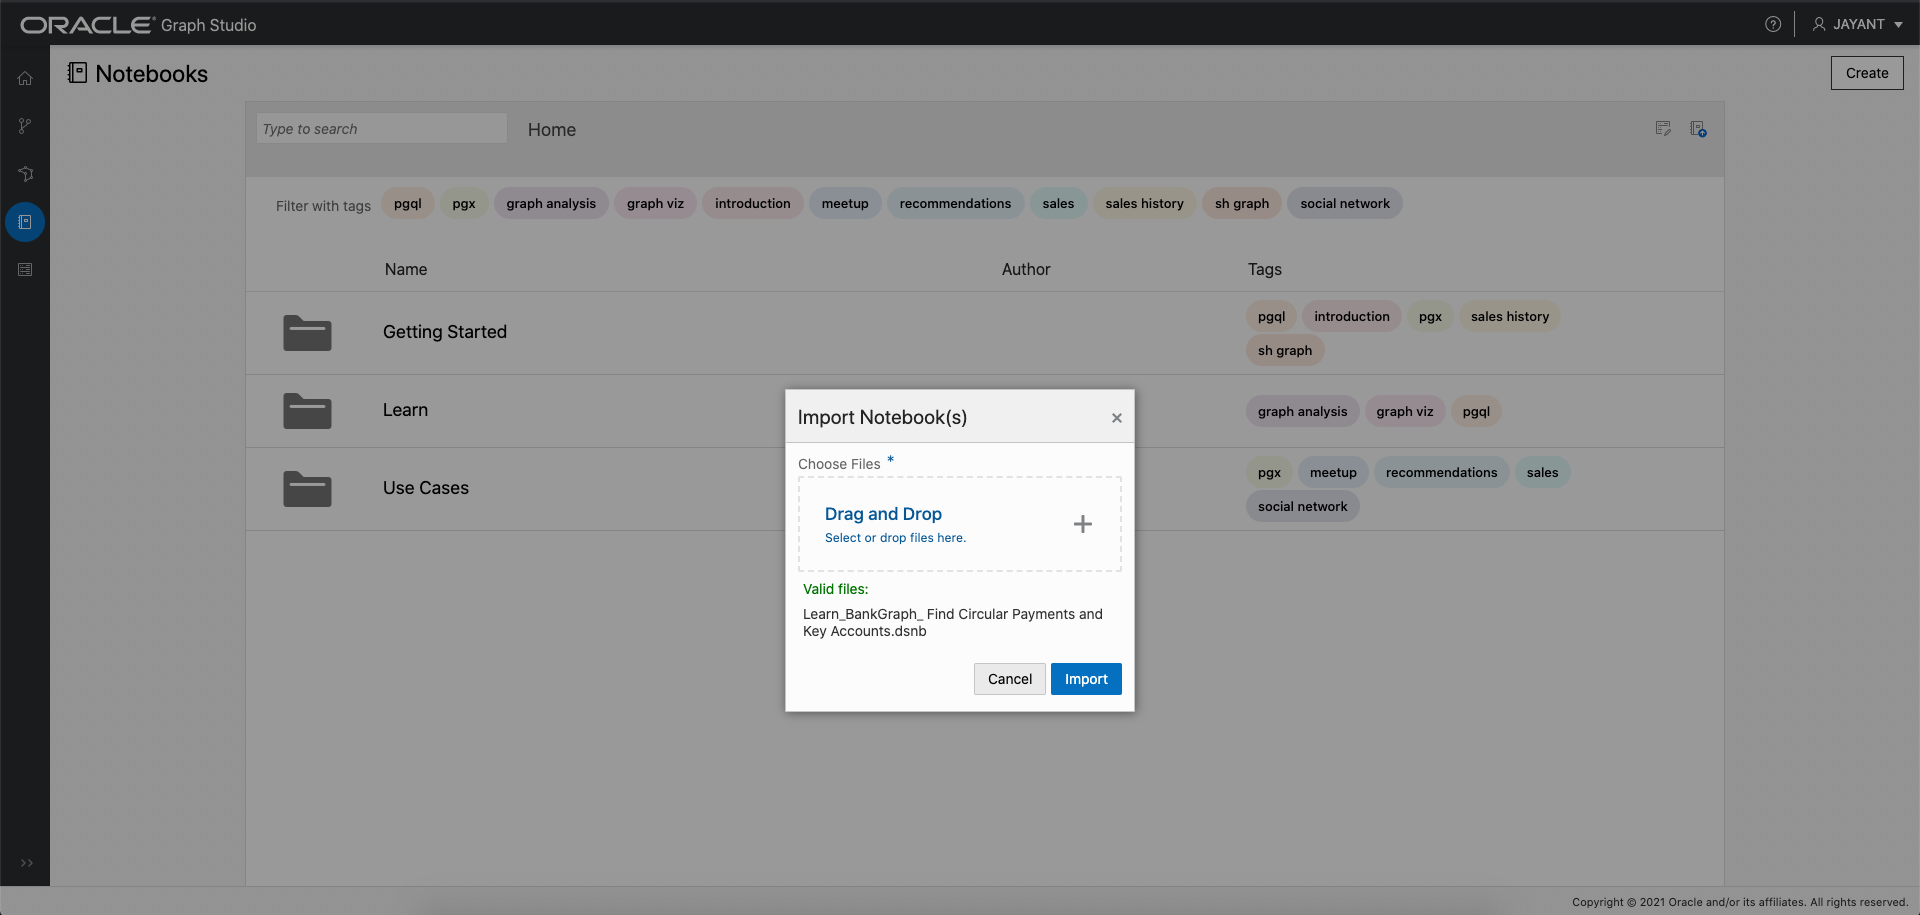 ORACLE Graph Studio
JAYANT
Notebooks
Create
Type to search
Home
Filter with tags pgql pgx graph analysis graph viz introduction meetup recommendations sales sales history sh graph social network
Name Author Tags
Getting Started
pgql introduction pgx sales history
sh graph
Learn
graph analysis graph viz pgql
Use Cases
pgx meetup recommendations sales
social network
Import Notebook(s)
Choose Files *
Drag and Drop
Select or drop files here.
Valid files:
Learn_BankGraph_ Find Circular Payments and
Key Accounts.dsnb
Cancel Import
Copyright © 2021 Oracle and/or its affiliates. All rights reserved.